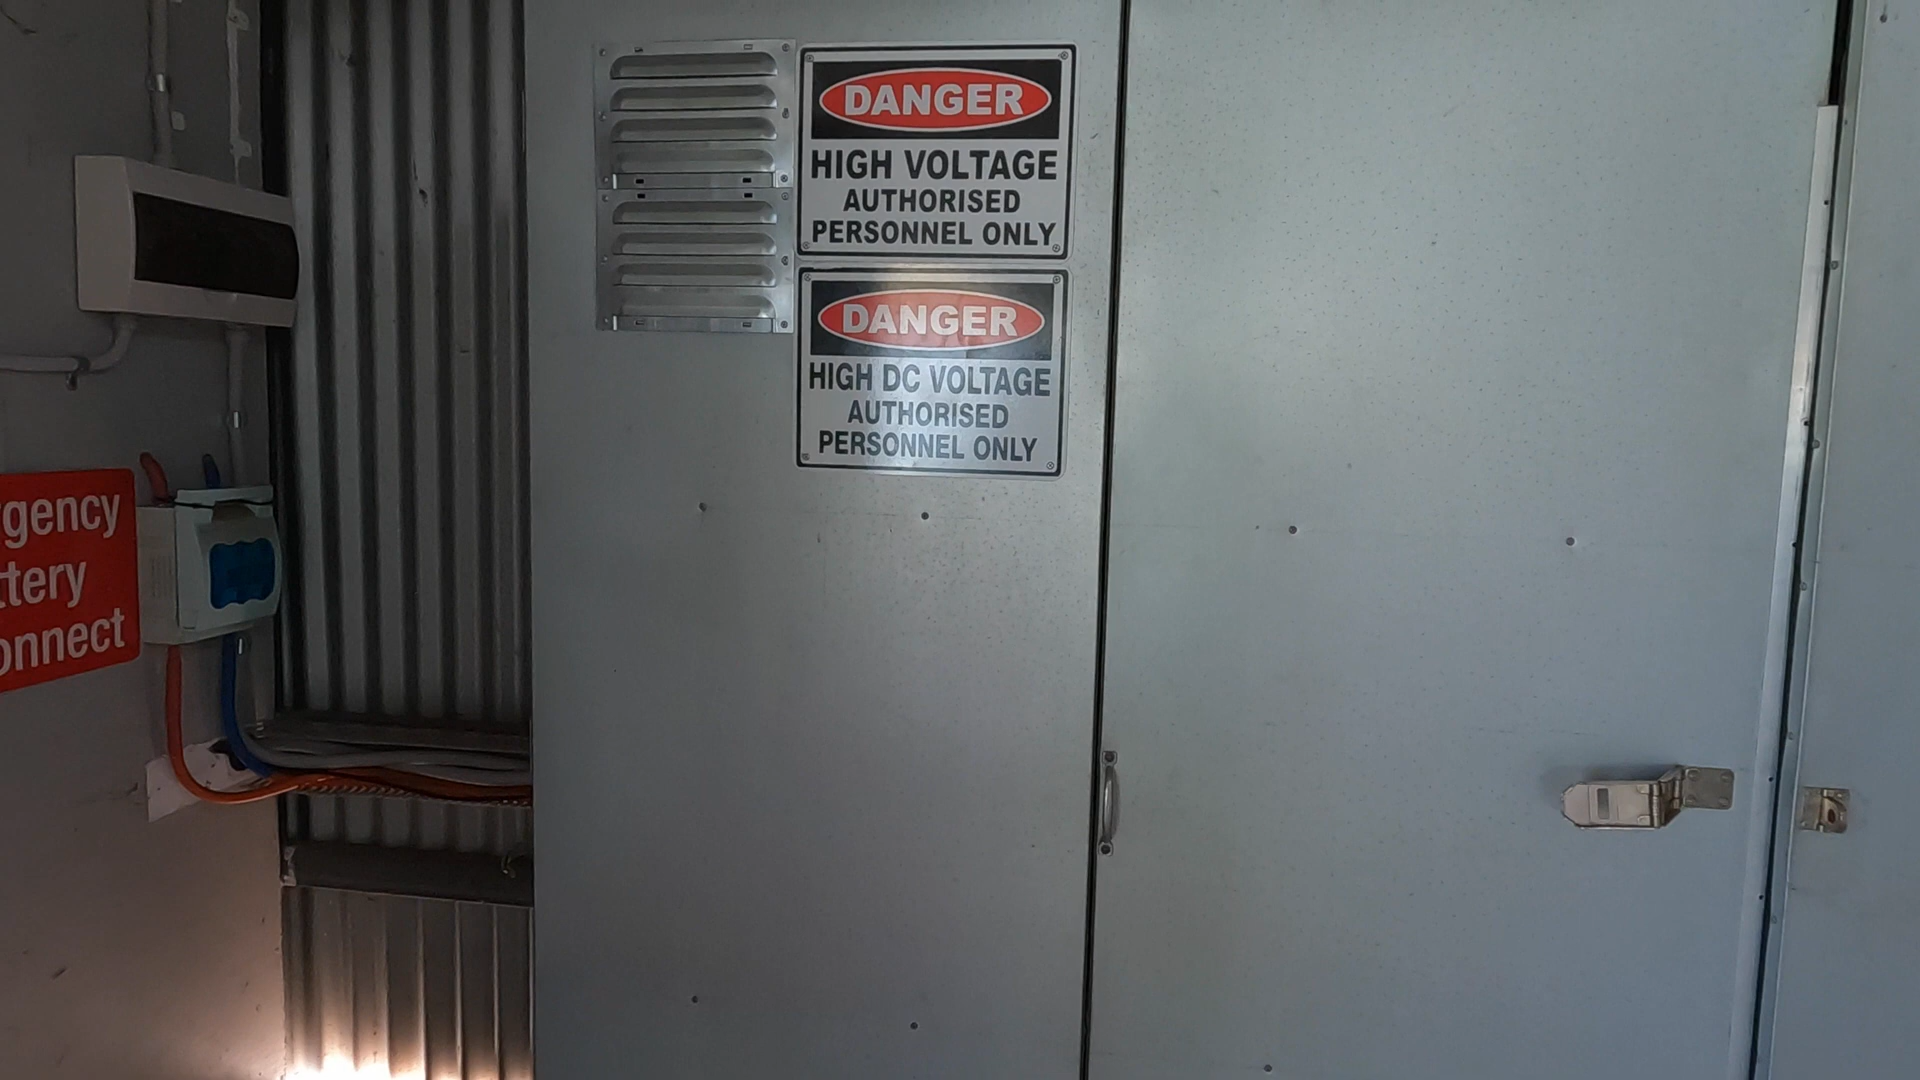 DANGER
HIGH VOLTAGE
AUTHORISED
PERSONNEL ONLY
DANGER
HIGH DC VOLTAGE
AUTHORISED
PERSONNEL ONLY
rgency
ttery
onnect